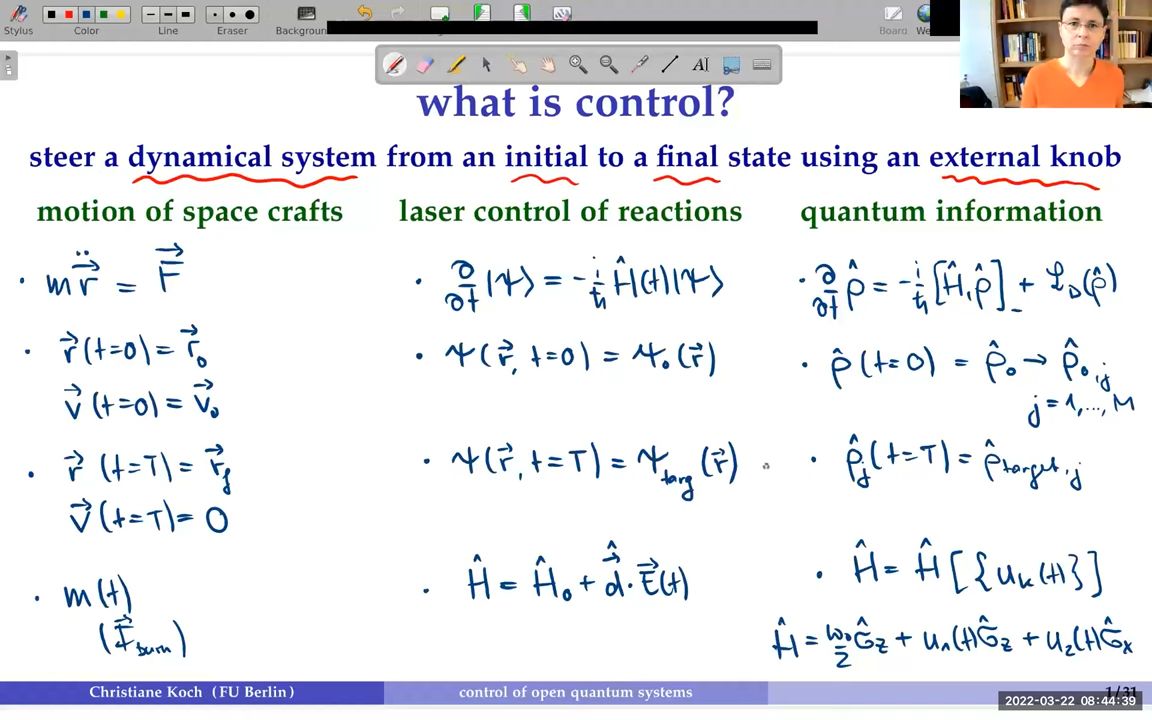 Stylus
Color
Line
Eraser
Background
Board
what is control?
steer a dynamical system from an initial to a final state using an external knob
motion of space crafts
m r̈⃗ = F⃗
r⃗ (t=0) = r⃗₀
v⃗ (t=0) = v⃗₀
r⃗ (t=T) = r⃗_f
v⃗ (t=T) = 0
m(t)
laser control of reactions
∂/∂t |ψ⟩ = -i/ħ Ĥ(t) |ψ⟩
ψ(r⃗, t=0) = ψ₀(r⃗)
ψ(r⃗, t=T) = ψ_targ(r⃗)
Ĥ = Ĥ₀ + d̂⃗ · E⃗(t)
quantum information
∂/∂t ρ̂ = -i/ħ [Ĥ, ρ̂]_ + ℒ_D(ρ̂)
ρ̂ (t=0) = ρ̂₀ → ρ̂₀,j
j = 1, ..., M
ρ̂_j (t=T) = ρ̂_target,j
Ĥ = Ĥ [{u_k(t)}]
Ĥ = ω₀/2 σ̂_z + u₁(t) σ̂_z + u₂(t) σ̂_x
Christiane Koch (FU Berlin)
control of open quantum systems
1/31
2022-03-22 08:44:39